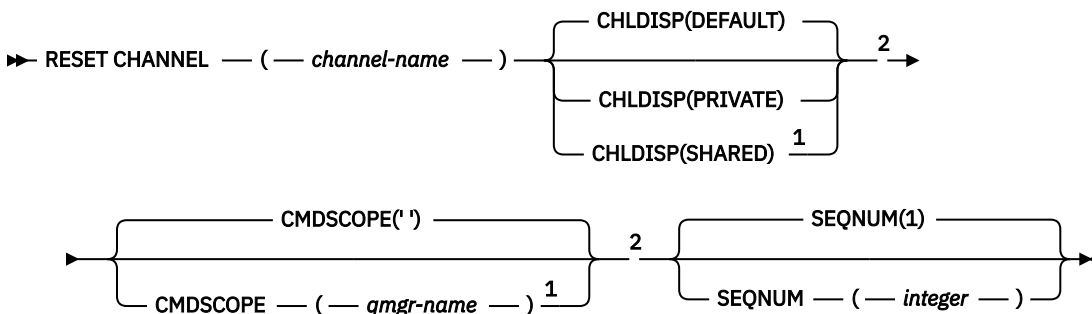 CHLDISP(DEFAULT)
RESET CHANNEL ( channel-name ) 2
CHLDISP(PRIVATE)
CHLDISP(SHARED) 1
CMDSCOPE(' ') SEQNUM(1)
2
CMDSCOPE ( qmgr-name ) 1 SEQNUM ( integer )